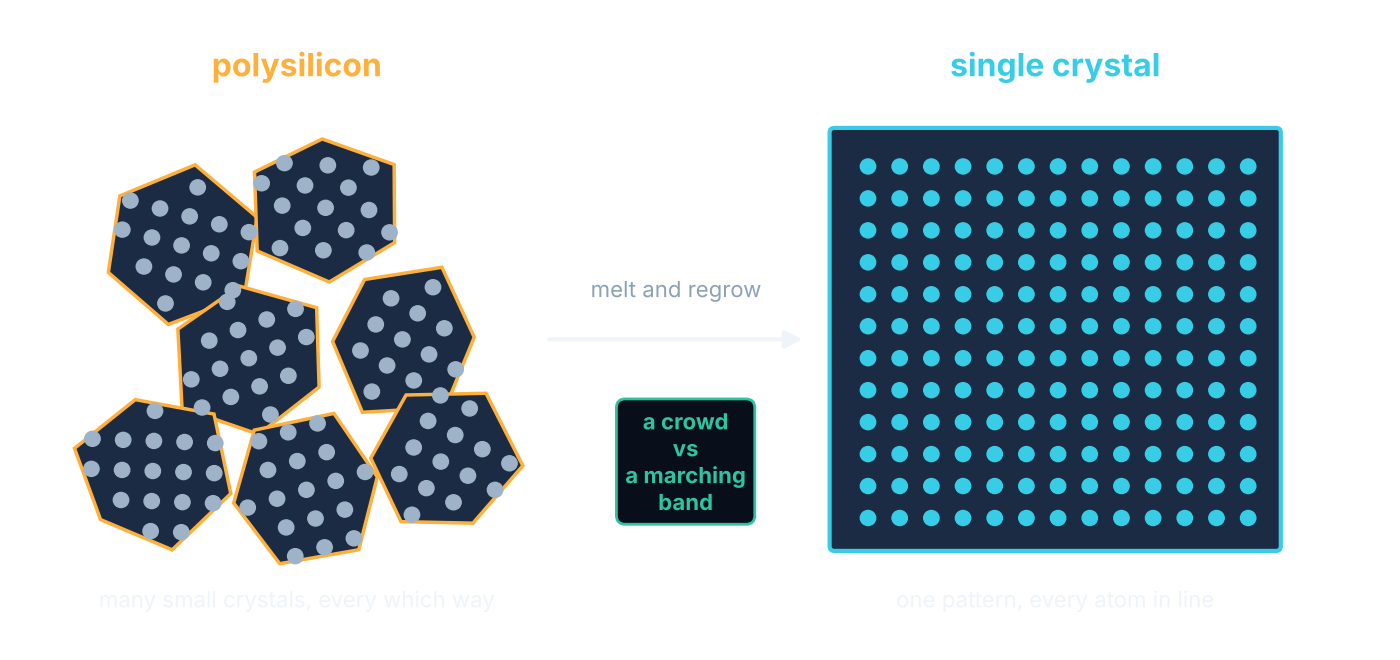 polysilicon
single crystal
melt and regrow
a crowd
vs
a marching
band
many small crystals, every which way
one pattern, every atom in line